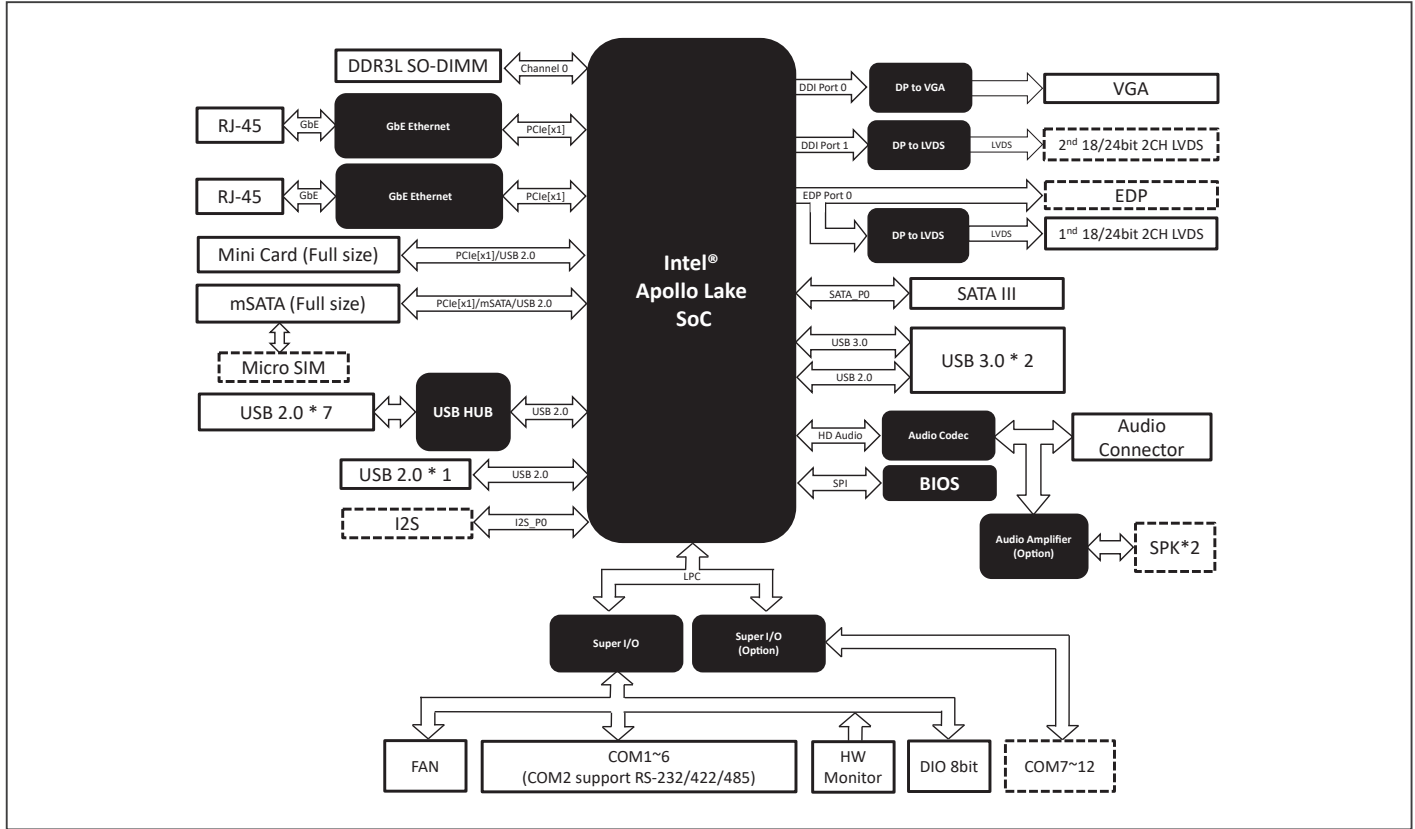 DDR3L SO-DIMM
Channel 0
RJ-45
GbE
GbE Ethernet
PCIe[x1]
RJ-45
GbE
GbE Ethernet
PCIe[x1]
Mini Card (Full size)
PCIe[x1]/USB 2.0
mSATA (Full size)
PCIe[x1]/mSATA/USB 2.0
Micro SIM
USB 2.0 * 7
USB HUB
USB 2.0
USB 2.0 * 1
USB 2.0
I2S
I2S_P0
Intel®
Apollo Lake
SoC
DDI Port 0
DP to VGA
VGA
DDI Port 1
DP to LVDS
LVDS
2nd 18/24bit 2CH LVDS
EDP Port 0
EDP
DP to LVDS
LVDS
1nd 18/24bit 2CH LVDS
SATA_P0
SATA III
USB 3.0
USB 2.0
USB 3.0 * 2
HD Audio
Audio Codec
Audio
Connector
SPI
BIOS
Audio Amplifier
(Option)
SPK*2
LPC
Super I/O
Super I/O
(Option)
FAN
COM1~6
(COM2 support RS-232/422/485)
HW
Monitor
DIO 8bit
COM7~12